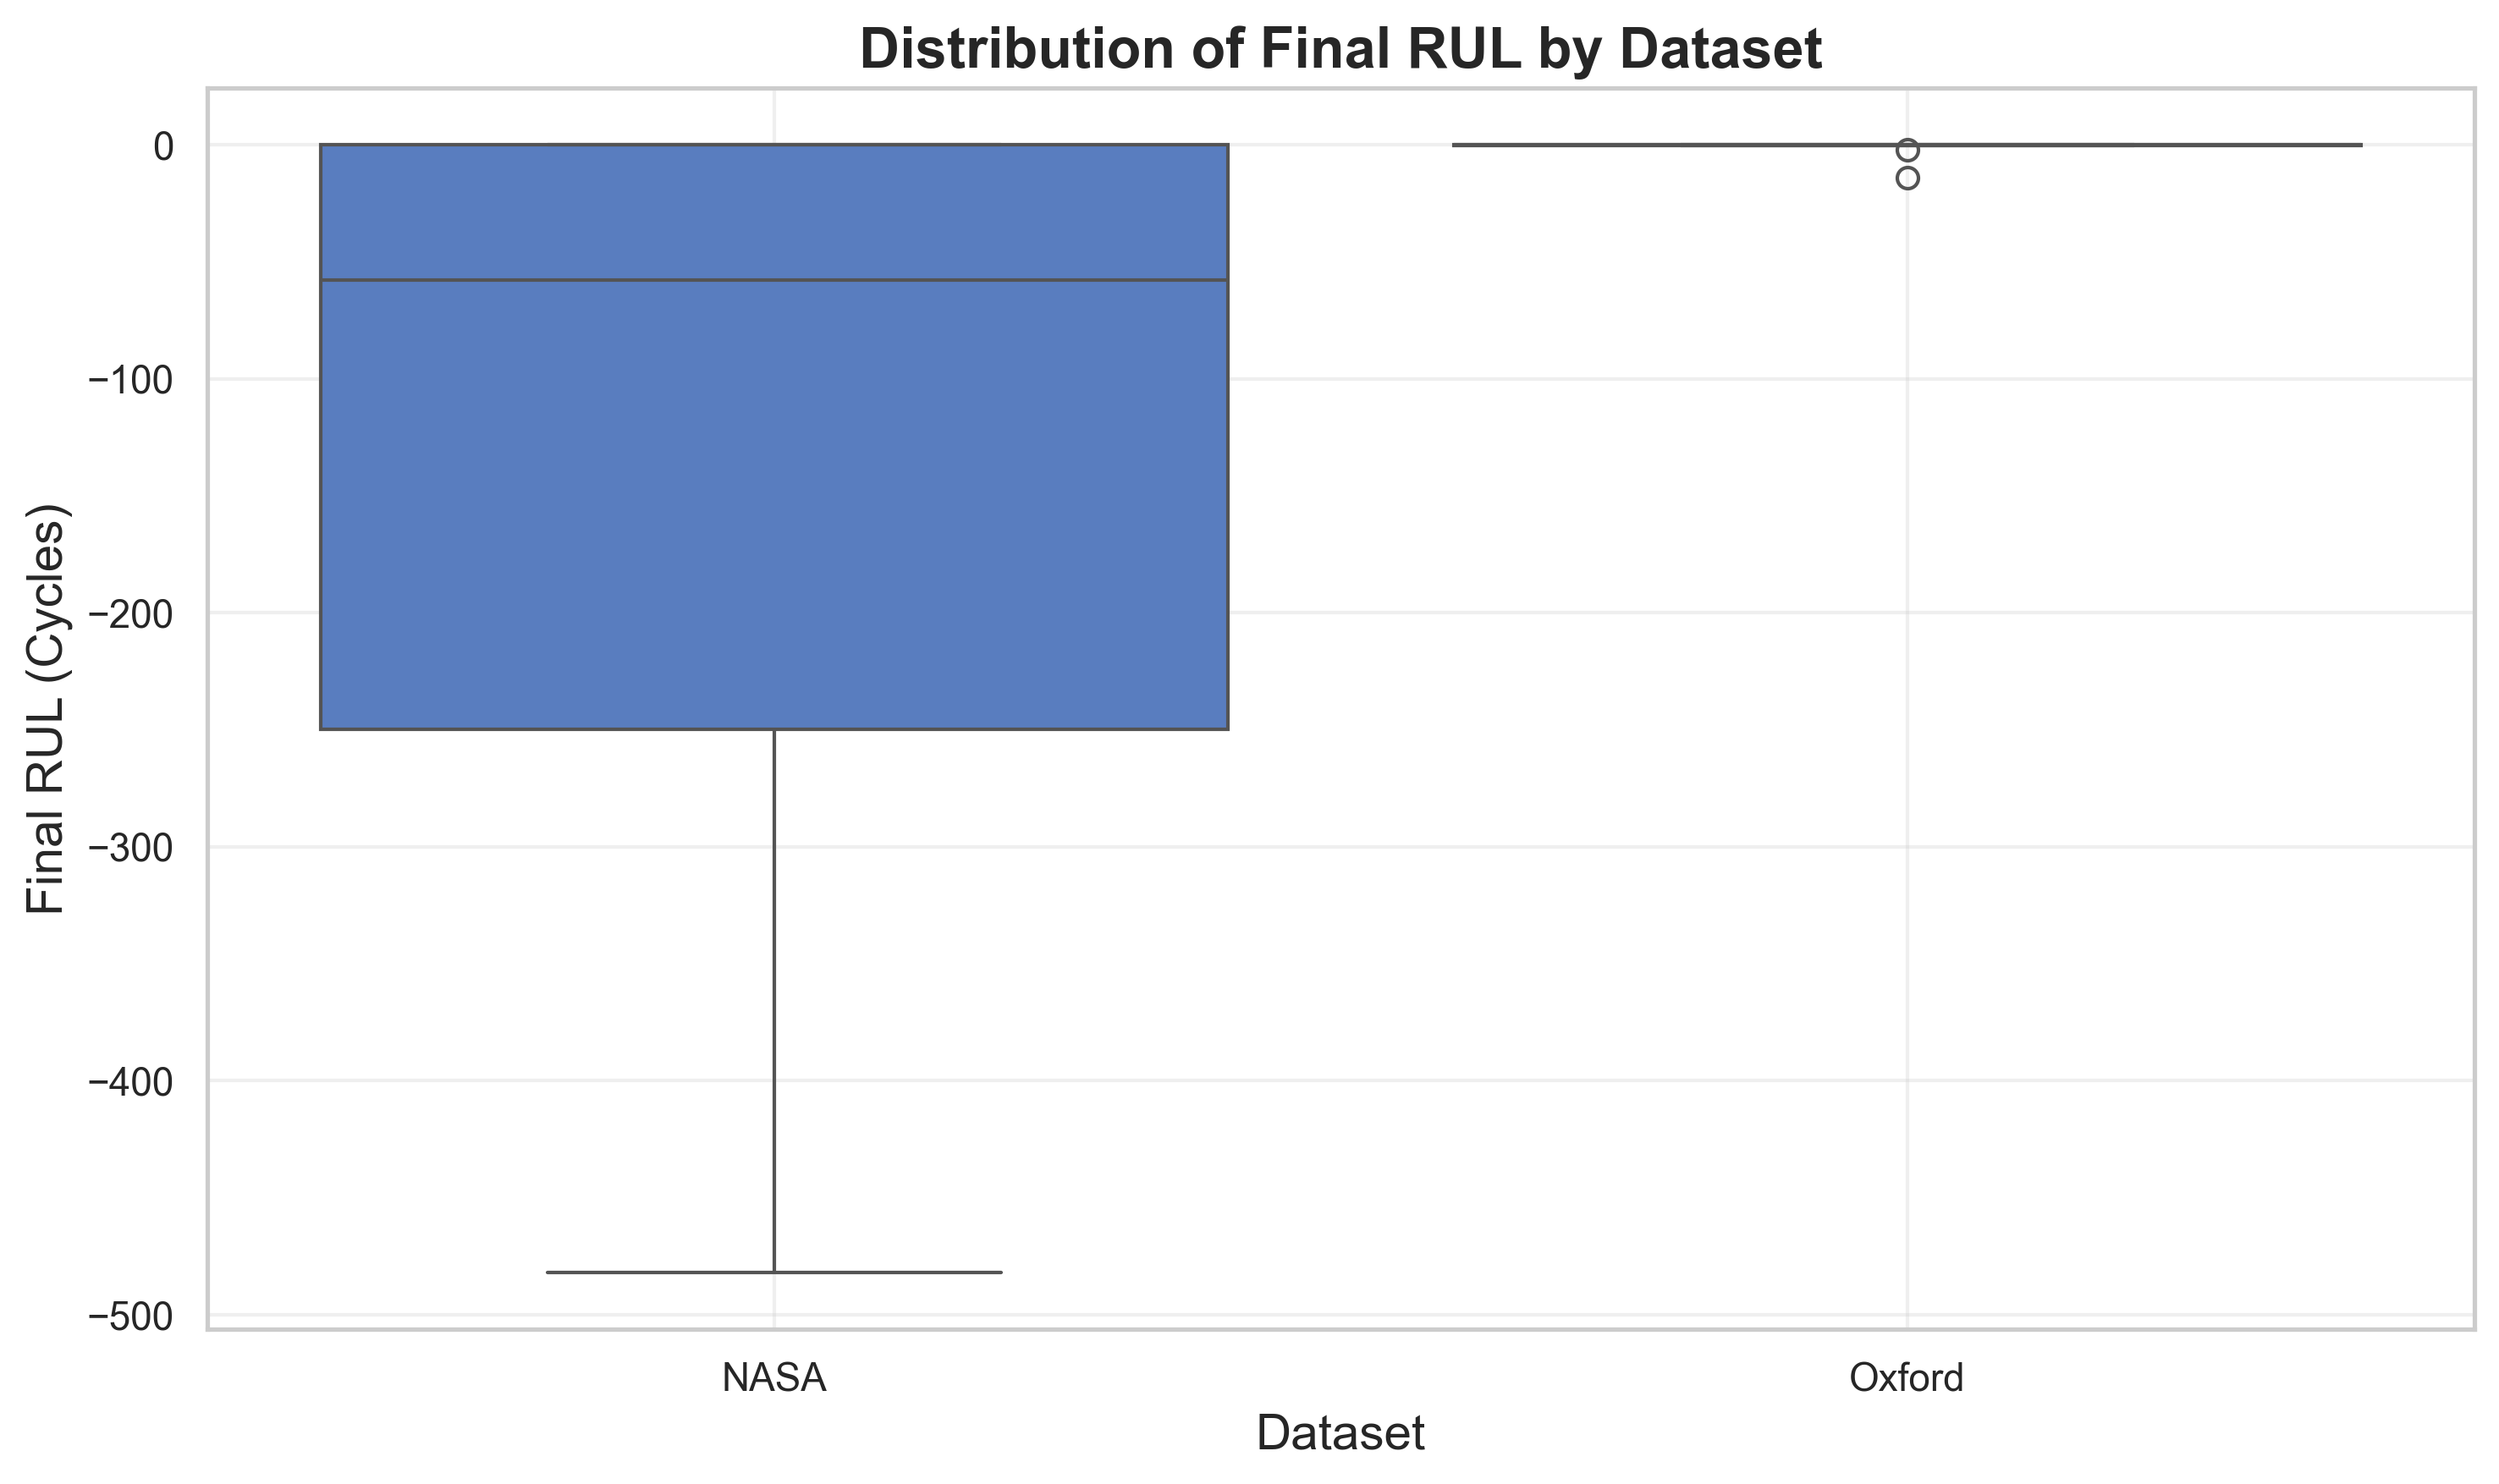 Distribution of Final RUL by Dataset
Final RUL (Cycles)
0
−100
−200
−300
−400
−500
NASA
Oxford
Dataset